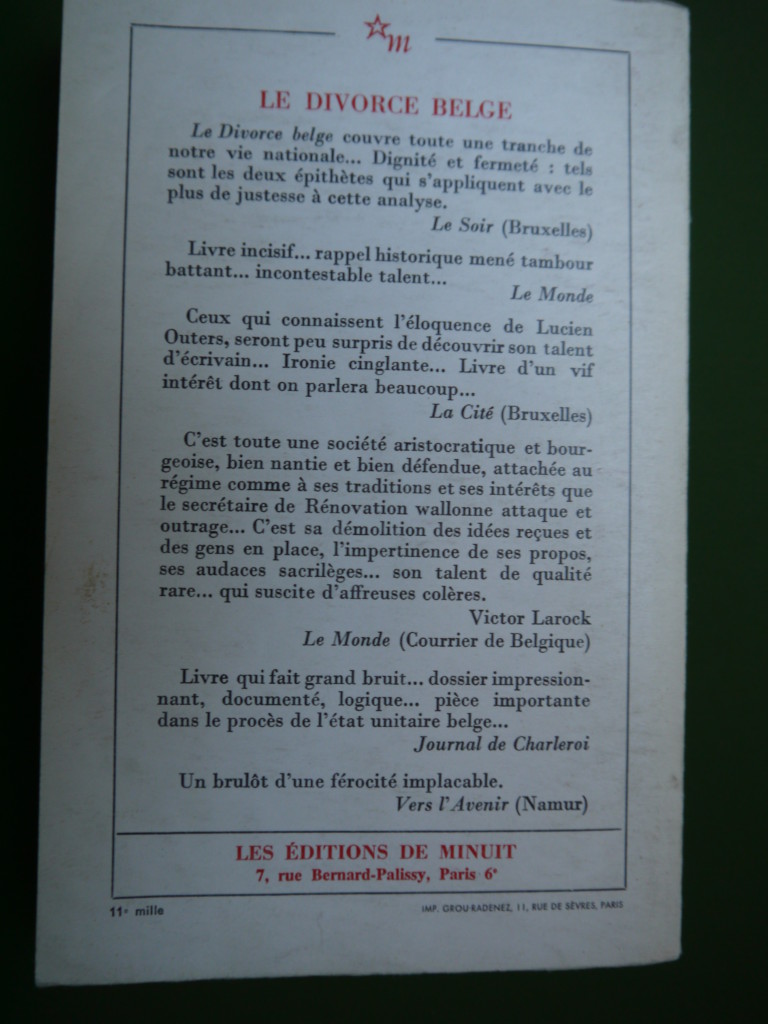 m
LE DIVORCE BELGE
Le Divorce belge couvre toute une tranche de
notre vie nationale... Dignité et fermeté : tels
sont les deux épithètes qui s'appliquent avec le
plus de justesse à cette analyse.
Le Soir (Bruxelles)
Livre incisif... rappel historique mené tambour
battant... incontestable talent...
Le Monde
Ceux qui connaissent l'éloquence de Lucien
Outers, seront peu surpris de découvrir son talent
d'écrivain... Ironie cinglante... Livre d'un vif
intérêt dont on parlera beaucoup...
La Cité (Bruxelles)
C'est toute une société aristocratique et bour-
geoise, bien nantie et bien défendue, attachée au
régime comme à ses traditions et ses intérêts que
le secrétaire de Rénovation wallonne attaque et
outrage... C'est sa démolition des idées reçues et
des gens en place, l'impertinence de ses propos,
ses audaces sacrilèges... son talent de qualité
rare... qui suscite d'affreuses colères.
Victor Larock
Le Monde (Courrier de Belgique)
Livre qui fait grand bruit... dossier impression-
nant, documenté, logique... pièce importante
dans le procès de l'état unitaire belge...
Journal de Charleroi
Un brulôt d'une férocité implacable.
Vers l'Avenir (Namur)
LES ÉDITIONS DE MINUIT
7, rue Bernard-Palissy, Paris 6e
11e mille
IMP. GROU-RADENEZ, 11, RUE DE SÈVRES, PARIS